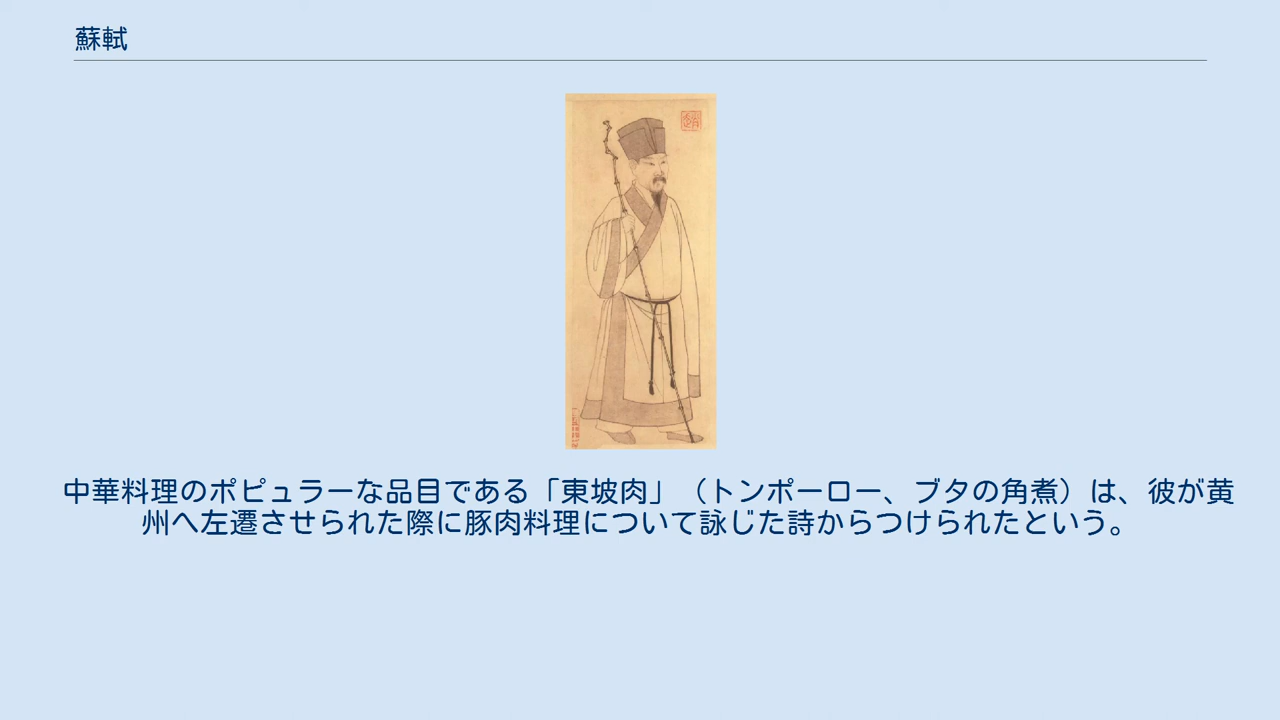 蘇軾
中華料理のポピュラーな品目である「東坡肉」（トンポーロー、ブタの角煮）は、彼が黄
州へ左遷させられた際に豚肉料理について詠じた詩からつけられたという。